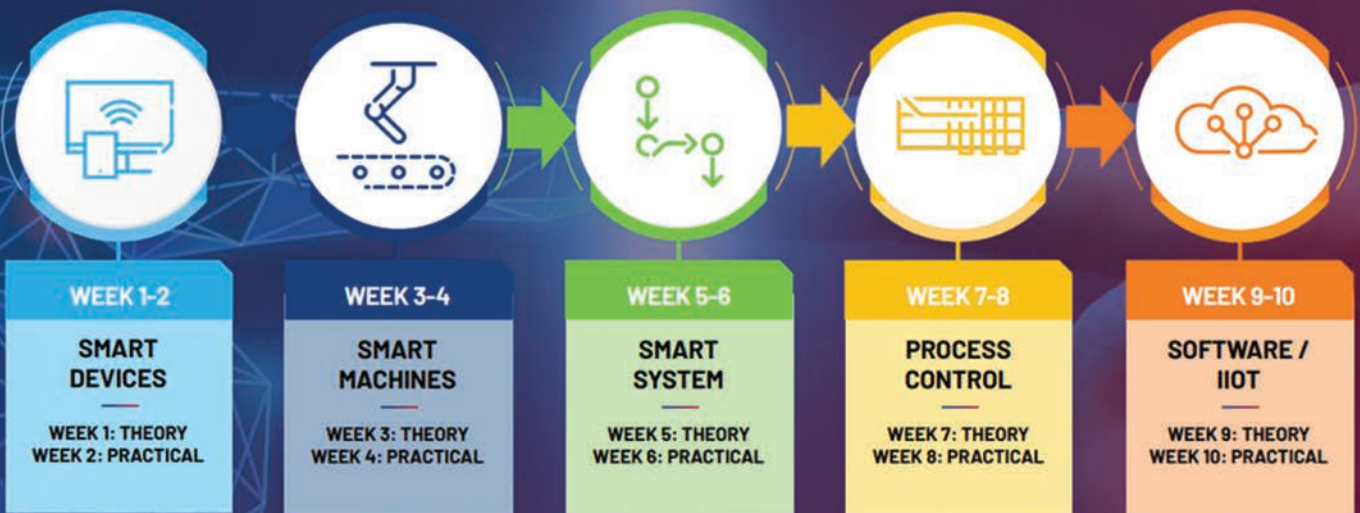 WEEK 1-2
SMART
DEVICES
WEEK 1: THEORY
WEEK 2: PRACTICAL
WEEK 3-4
SMART
MACHINES
WEEK 3: THEORY
WEEK 4: PRACTICAL
WEEK 5-6
SMART
SYSTEM
WEEK 5: THEORY
WEEK 6: PRACTICAL
WEEK 7-8
PROCESS
CONTROL
WEEK 7: THEORY
WEEK 8: PRACTICAL
WEEK 9-10
SOFTWARE /
IIOT
WEEK 9: THEORY
WEEK 10: PRACTICAL